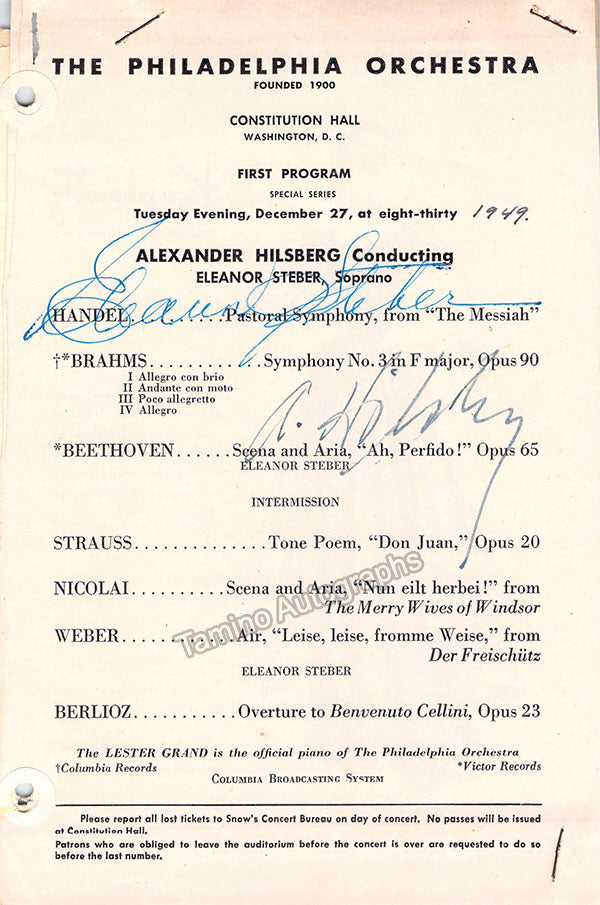 THE PHILADELPHIA ORCHESTRA
FOUNDED 1900
CONSTITUTION HALL
WASHINGTON, D. C.
FIRST PROGRAM
SPECIAL SERIES
Tuesday Evening, December 27, at eight-thirty 1949.
ALEXANDER HILSBERG Conducting
ELEANOR STEBER, Soprano
Eleanor Steber
HANDEL..........Pastoral Symphony, from "The Messiah"
†*BRAHMS............Symphony No. 3 in F major, Opus 90
I Allegro con brio
II Andante con moto
III Poco allegretto
IV Allegro
A. Hilsberg
*BEETHOVEN......Scena and Aria, "Ah, Perfido!" Opus 65
ELEANOR STEBER
INTERMISSION
STRAUSS..............Tone Poem, "Don Juan," Opus 20
NICOLAI..........Scena and Aria, "Nun eilt herbei!" from
The Merry Wives of Windsor
Tamino Autographs
WEBER............Air, "Leise, leise, fromme Weise," from
Der Freischütz
ELEANOR STEBER
BERLIOZ...........Overture to Benvenuto Cellini, Opus 23
The LESTER GRAND is the official piano of The Philadelphia Orchestra
†Columbia Records *Victor Records
COLUMBIA BROADCASTING SYSTEM
Please report all lost tickets to Snow's Concert Bureau on day of concert. No passes will be issued
at Constitution Hall.
Patrons who are obliged to leave the auditorium before the concert is over are requested to do so
before the last number.